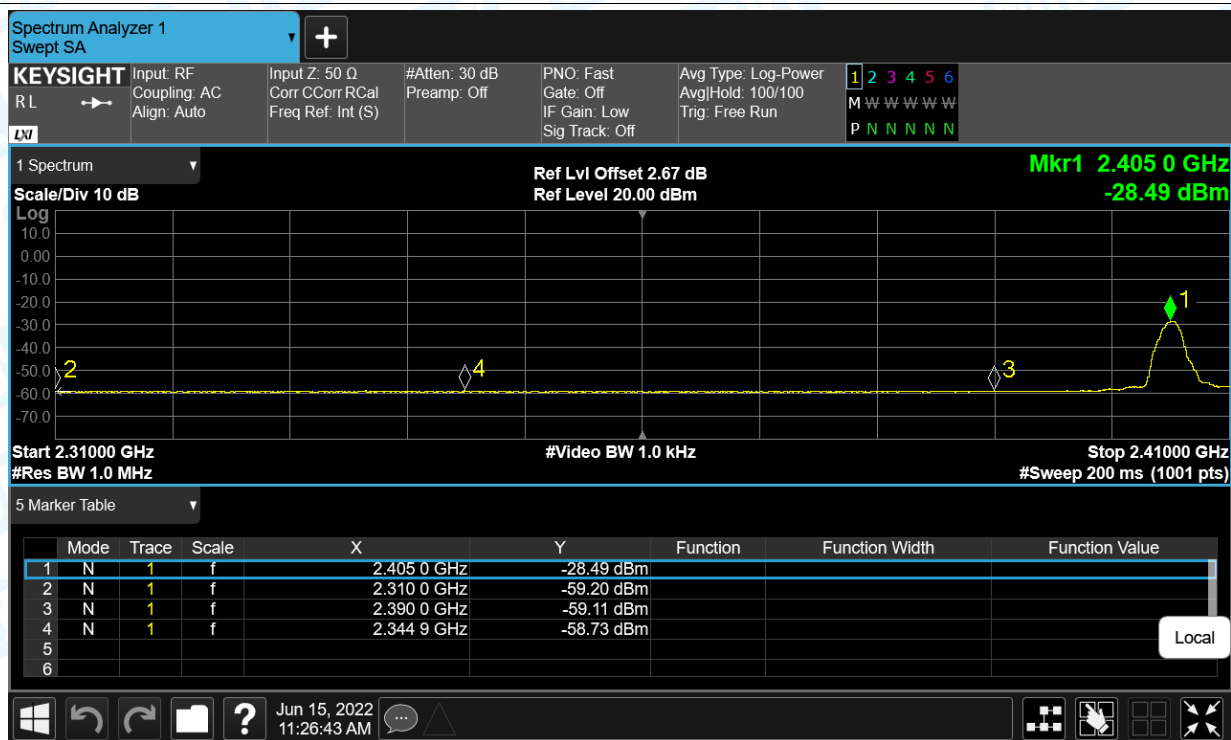 Spectrum Analyzer 1
Swept SA
KEYSIGHT
RL
LXI
Input: RF
Coupling: AC
Align: Auto
Input Z: 50 Ω
Corr CCorr RCal
Freq Ref: Int (S)
#Atten: 30 dB
Preamp: Off
PNO: Fast
Gate: Off
IF Gain: Low
Sig Track: Off
Avg Type: Log-Power
Avg|Hold: 100/100
Trig: Free Run
1 2 3 4 5 6
M W W W W W
P N N N N N
1 Spectrum
Scale/Div 10 dB
Ref Lvl Offset 2.67 dB
Ref Level 20.00 dBm
Mkr1 2.405 0 GHz
-28.49 dBm
Log
10.0
0.00
-10.0
-20.0
-30.0
-40.0
-50.0
-60.0
-70.0
2
4
3
1
Start 2.31000 GHz
#Video BW 1.0 kHz
Stop 2.41000 GHz
#Res BW 1.0 MHz
#Sweep 200 ms (1001 pts)
5 Marker Table
Mode Trace Scale X Y Function Function Width Function Value
1 N 1 f 2.405 0 GHz -28.49 dBm
2 N 1 f 2.310 0 GHz -59.20 dBm
3 N 1 f 2.390 0 GHz -59.11 dBm
4 N 1 f 2.344 9 GHz -58.73 dBm
5
6
Local
?
Jun 15, 2022
11:26:43 AM